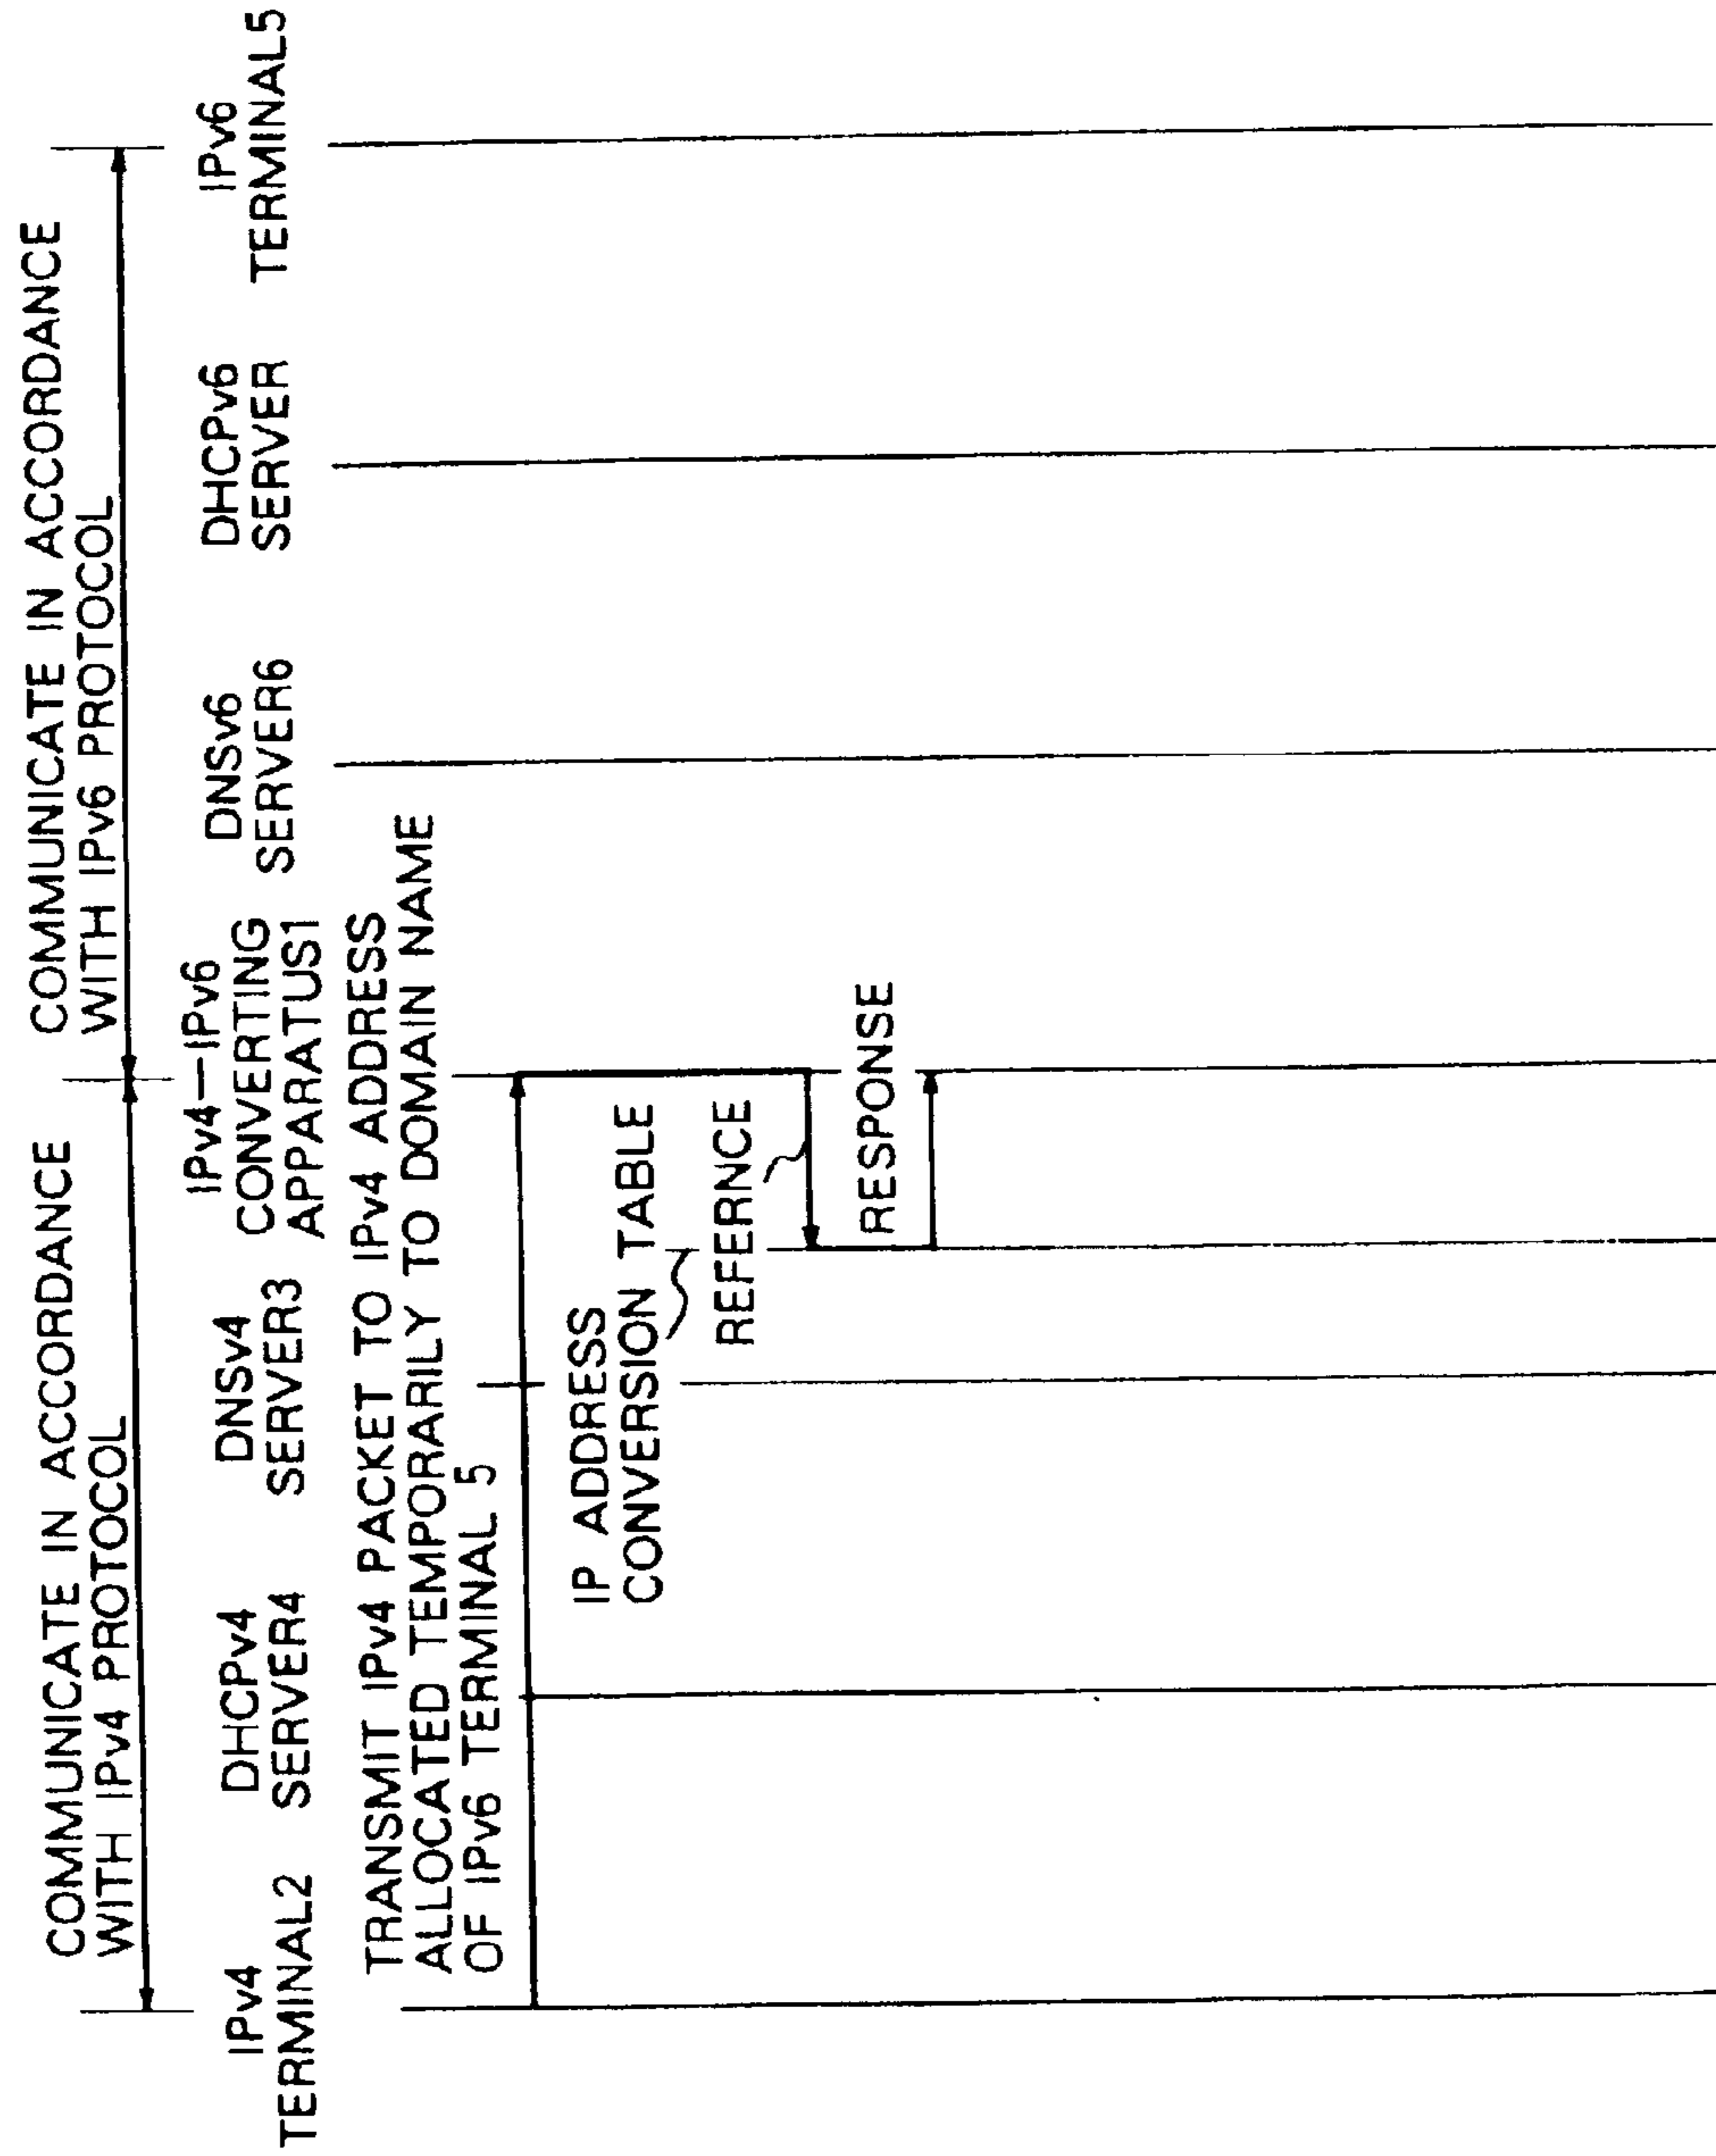 COMMUNICATE IN ACCORDANCE
WITH IPv4 PROTOCOL
COMMUNICATE IN ACCORDANCE
WITH IPv6 PROTOCOL
IPv4
TERMINAL2
DHCPv4
SERVER4
DNSv4
SERVER3
IPv4—IPv6
CONVERTING
APPARATUS1
DNSv6
SERVER6
DHCPv6
SERVER
IPv6
TERMINAL5
TRANSMIT IPv4 PACKET TO IPv4 ADDRESS
ALLOCATED TEMPORARILY TO DOMAIN NAME
OF IPv6 TERMINAL 5
IP ADDRESS
CONVERSION TABLE
REFERNCE
RESPONSE